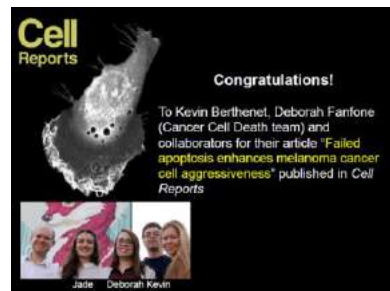 Cell
Reports
Congratulations!
To Kevin Berthenet, Deborah Fanfone
(Cancer Cell Death team) and
collaborators for their article "Failed
apoptosis enhances melanoma cancer
cell aggressiveness" published in Cell
Reports
Jade Deborah Kevin